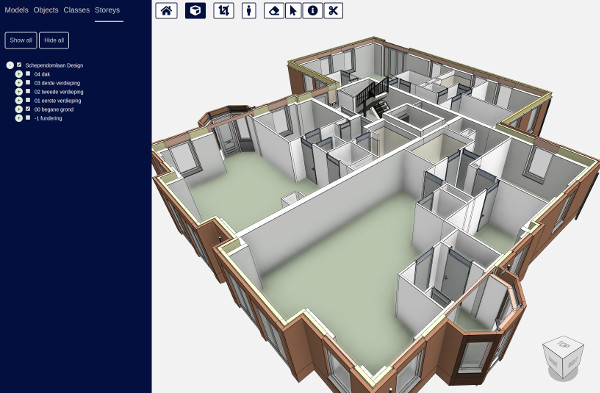 Models Objects Classes Storeys
Show all Hide all
Schependomlaan Design
04 dak
03 derde verdieping
02 tweede verdieping
01 eerste verdieping
00 begane grond
-1 fundering
TOP